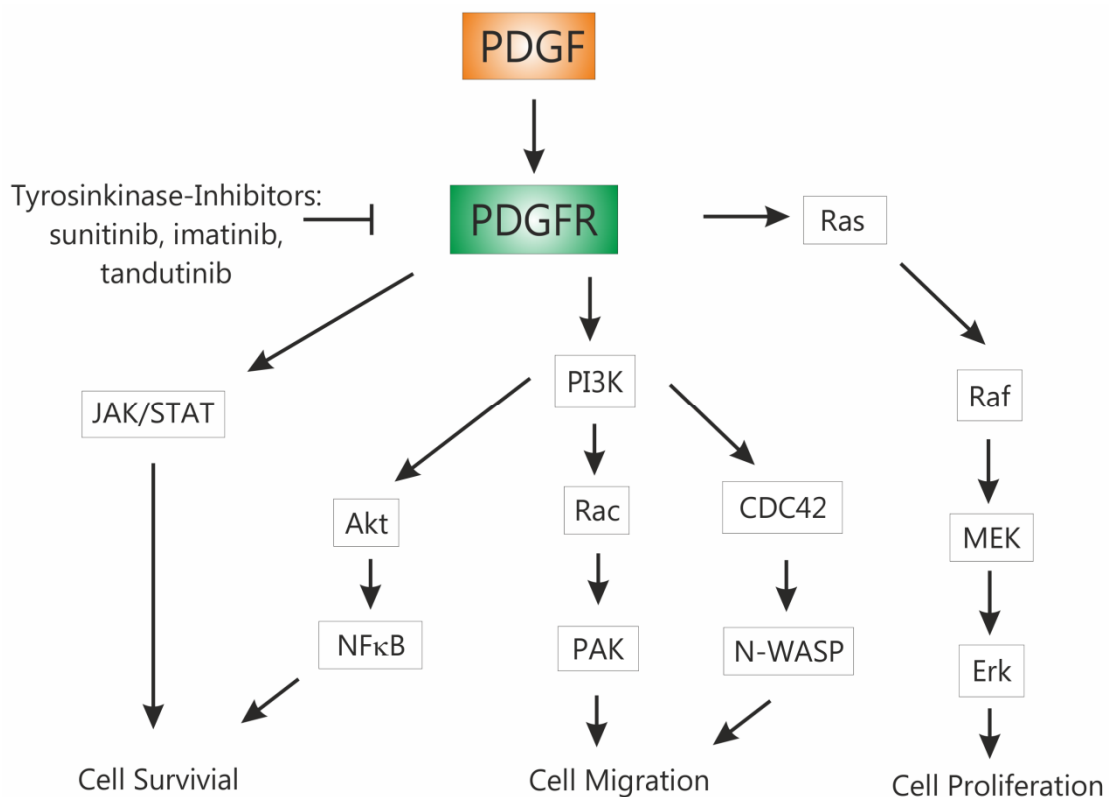 PDGF
Tyrosinkinase-Inhibitors:
sunitinib, imatinib,
tandutinib
PDGFR
Ras
JAK/STAT
PI3K
Raf
Akt
Rac
CDC42
MEK
NFκB
PAK
N-WASP
Erk
Cell Survivial
Cell Migration
Cell Proliferation